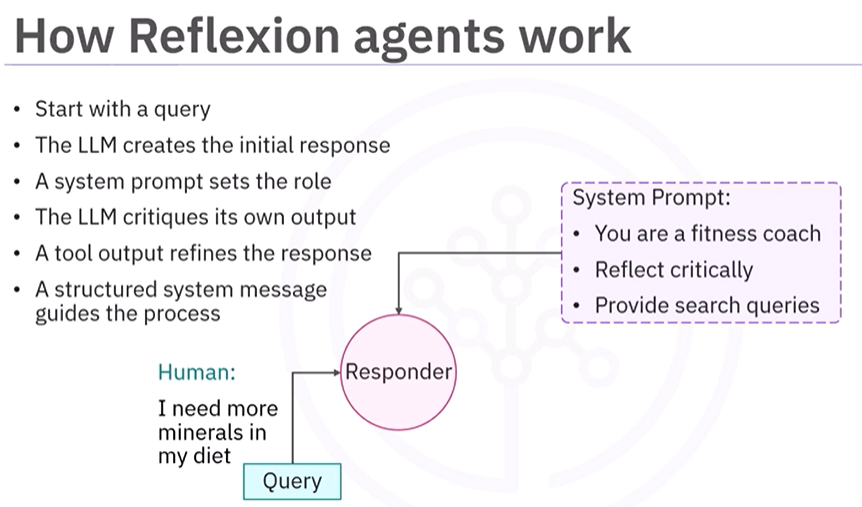 How Reflexion agents work
• Start with a query
• The LLM creates the initial response
• A system prompt sets the role
• The LLM critiques its own output
• A tool output refines the response
• A structured system message
guides the process
System Prompt:
• You are a fitness coach
• Reflect critically
• Provide search queries
Responder
Human:
I need more
minerals in
my diet
Query